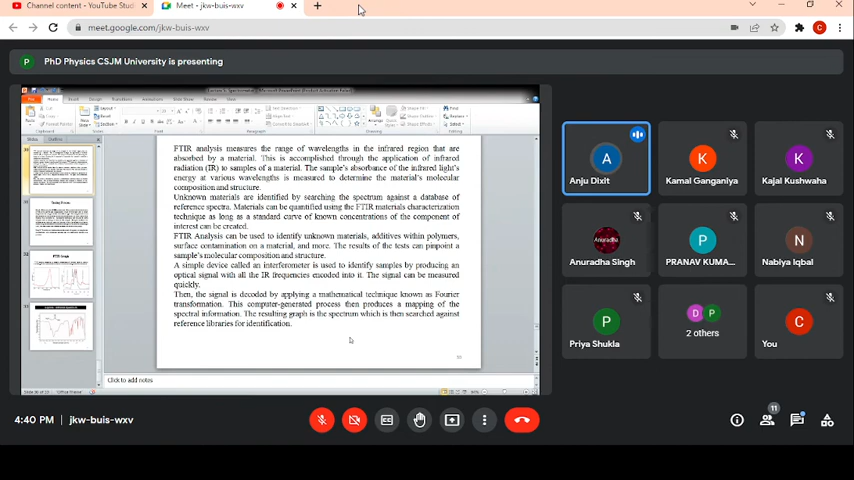 Channel content - YouTube Stud
Meet - jkw-buis-wxv
meet.google.com/jkw-buis-wxv
C
P PhD Physics CSJM University is presenting
FTIR analysis measures the range of wavelengths in the infrared region that are
absorbed by a material. This is accomplished through the application of infrared
radiation (IR) to samples of a material. The sample's absorbance of the infrared light's
energy at various wavelengths is measured to determine the material's molecular
composition and structure.
Unknown materials are identified by searching the spectrum against a database of
reference spectra. Materials can be quantified using the FTIR materials characterization
technique as long as a standard curve of known concentrations of the component of
interest can be created.
FTIR Analysis can be used to identify unknown materials, additives within polymers,
surface contamination on a material, and more. The results of the tests can pinpoint a
sample's molecular composition and structure.
A simple device called an interferometer is used to identify samples by producing an
optical signal with all the IR frequencies encoded into it. The signal can be measured
quickly.
Then, the signal is decoded by applying a mathematical technique known as Fourier
transformation. This computer-generated process then produces a mapping of the
spectral information. The resulting graph is the spectrum which is then searched against
reference libraries for identification.
Click to add notes
A
Anju Dixit
K
Kamal Ganganiya
K
Kajal Kushwaha
Anuradha
Anuradha Singh
P
PRANAV KUMA...
N
Nabiya Iqbal
P
Priya Shukla
D P
2 others
C
You
4:40 PM | jkw-buis-wxv
11